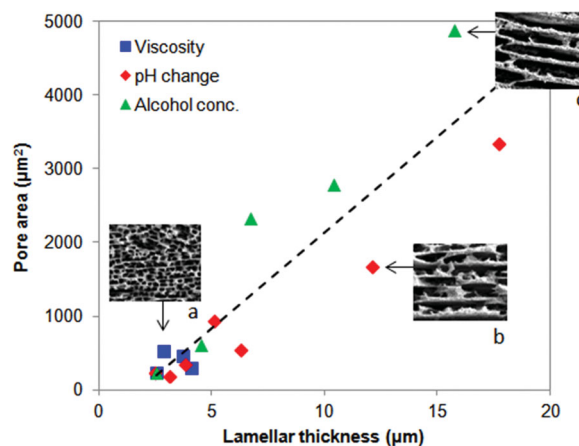 5000
4000
3000
2000
1000
0
Pore area (µm²)
Viscosity
pH change
Alcohol conc.
a
b
0 5 10 15 20
Lamellar thickness (µm)